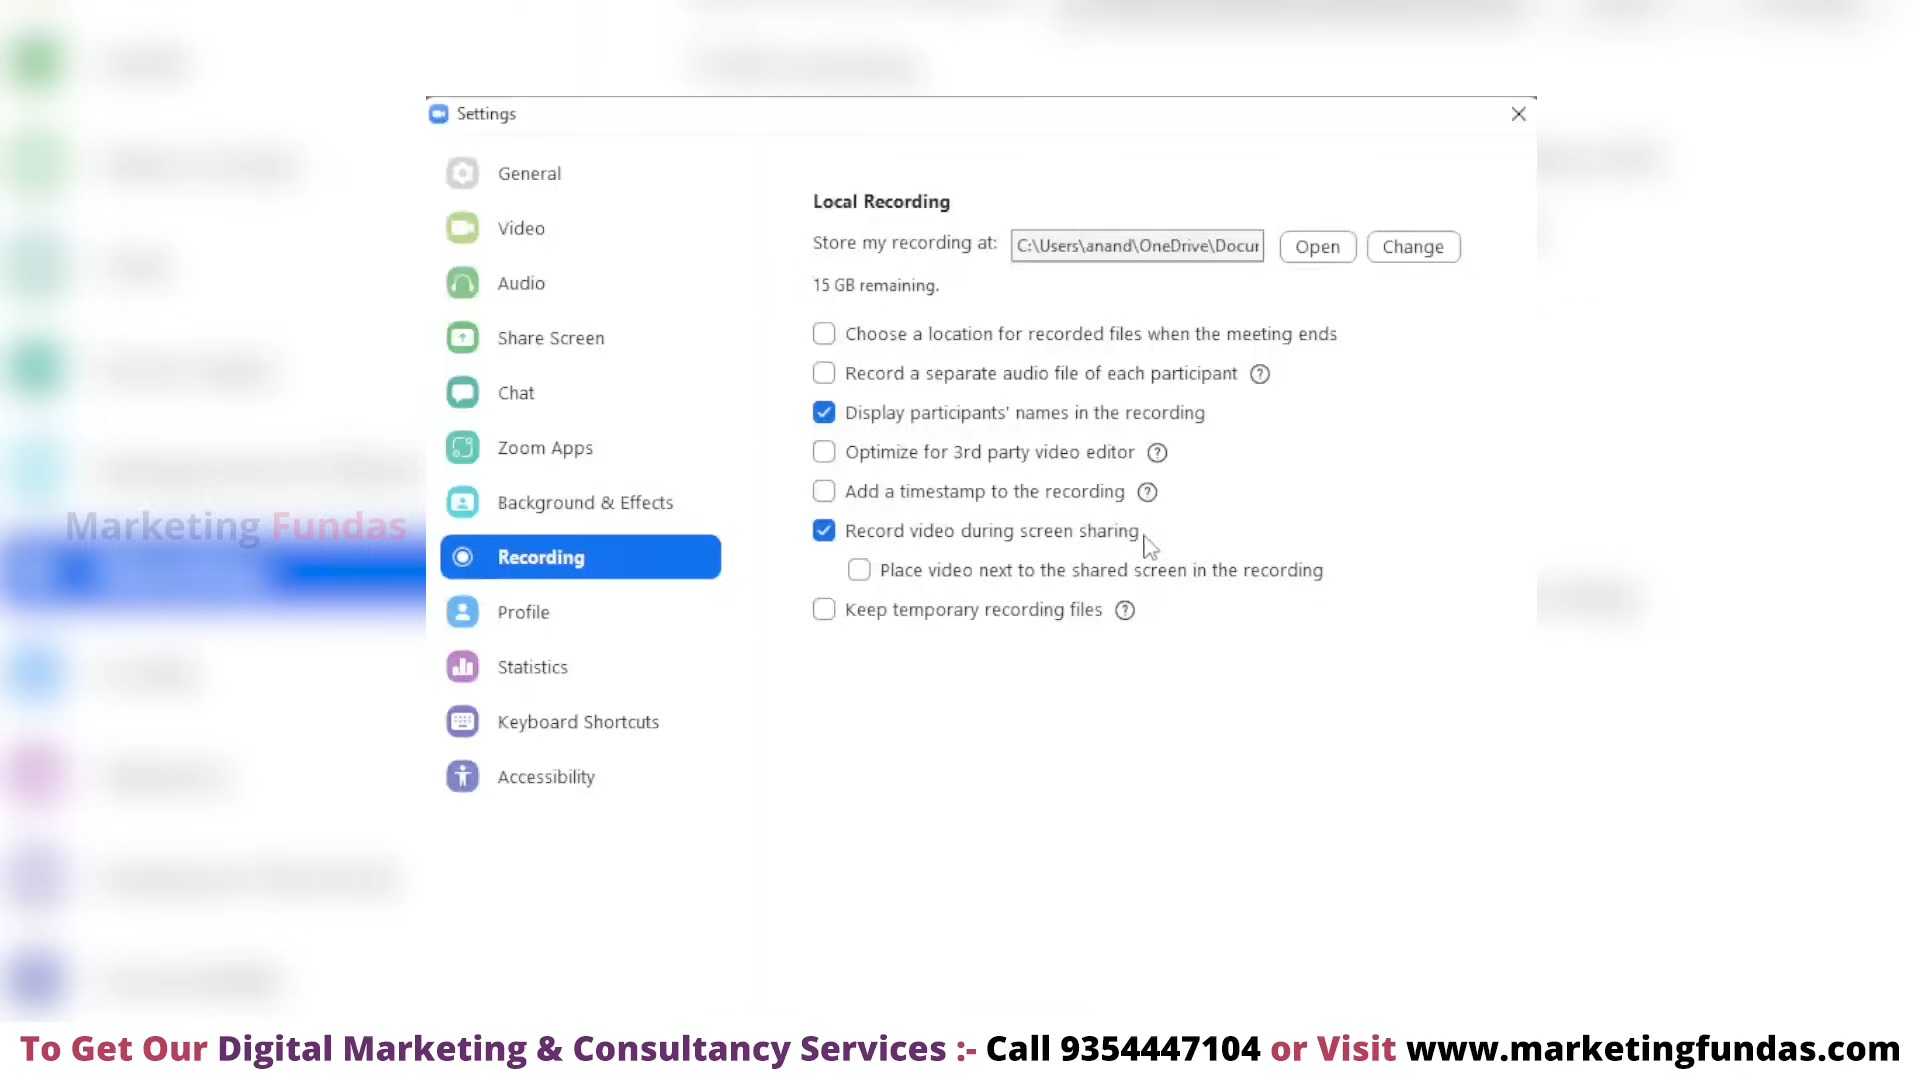 Settings
General
Video
Audio
Share Screen
Chat
Zoom Apps
Background & Effects
Recording
Profile
Statistics
Keyboard Shortcuts
Accessibility
Local Recording
Store my recording at: C:\Users\anand\OneDrive\Docur Open Change
15 GB remaining.
Choose a location for recorded files when the meeting ends
Record a separate audio file of each participant ?
Display participants' names in the recording
Optimize for 3rd party video editor ?
Add a timestamp to the recording ?
Record video during screen sharing
Place video next to the shared screen in the recording
Keep temporary recording files ?
Marketing Fundas
To Get Our Digital Marketing & Consultancy Services :- Call 9354447104 or Visit www.marketingfundas.com